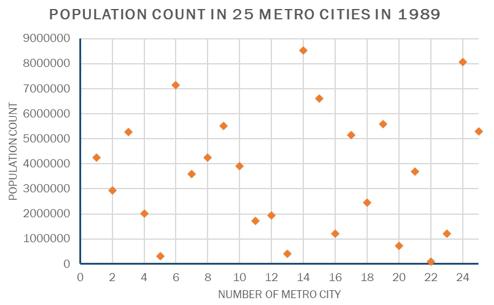 POPULATION COUNT IN 25 METRO CITIES IN 1989
POPULATION COUNT
9000000
8000000
7000000
6000000
5000000
4000000
3000000
2000000
1000000
0
0 2 4 6 8 10 12 14 16 18 20 22 24
NUMBER OF METRO CITY